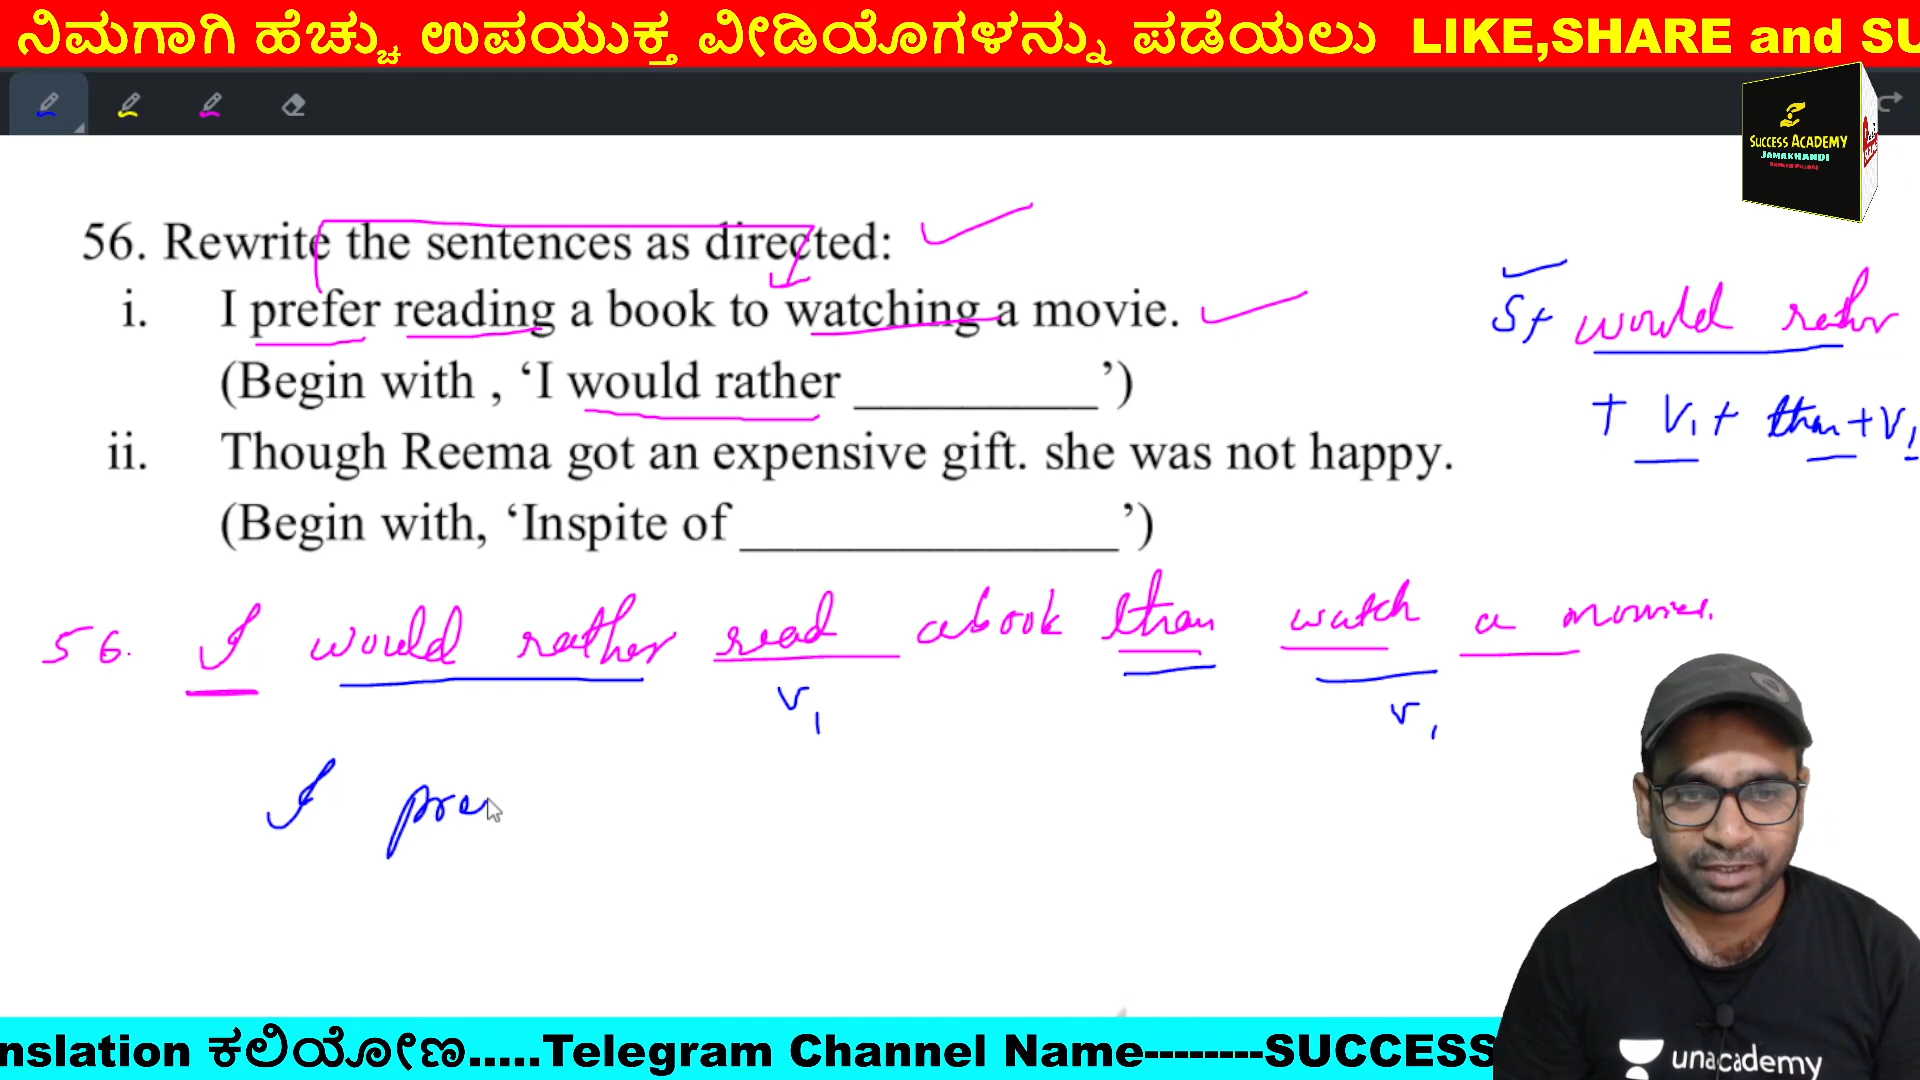 ನಿಮಗಾಗಿ ಹೆಚ್ಚು ಉಪಯುಕ್ತ ವೀಡಿಯೊಗಳನ್ನು ಪಡೆಯಲು LIKE,SHARE and SU
SUCCESS ACADEMY
JAMAKHANDI
56. Rewrite the sentences as directed:
i. I prefer reading a book to watching a movie.
(Begin with , ‘I would rather __________’)
ii. Though Reema got an expensive gift. she was not happy.
(Begin with, ‘Inspite of _______________’)
S+ would rather
+ V1 + than + V1
56. I would rather read a book than watch a movies.
V1 V1
I pre
nslation ಕಲಿಯೋಣ.....Telegram Channel Name--------SUCCESS
unacademy